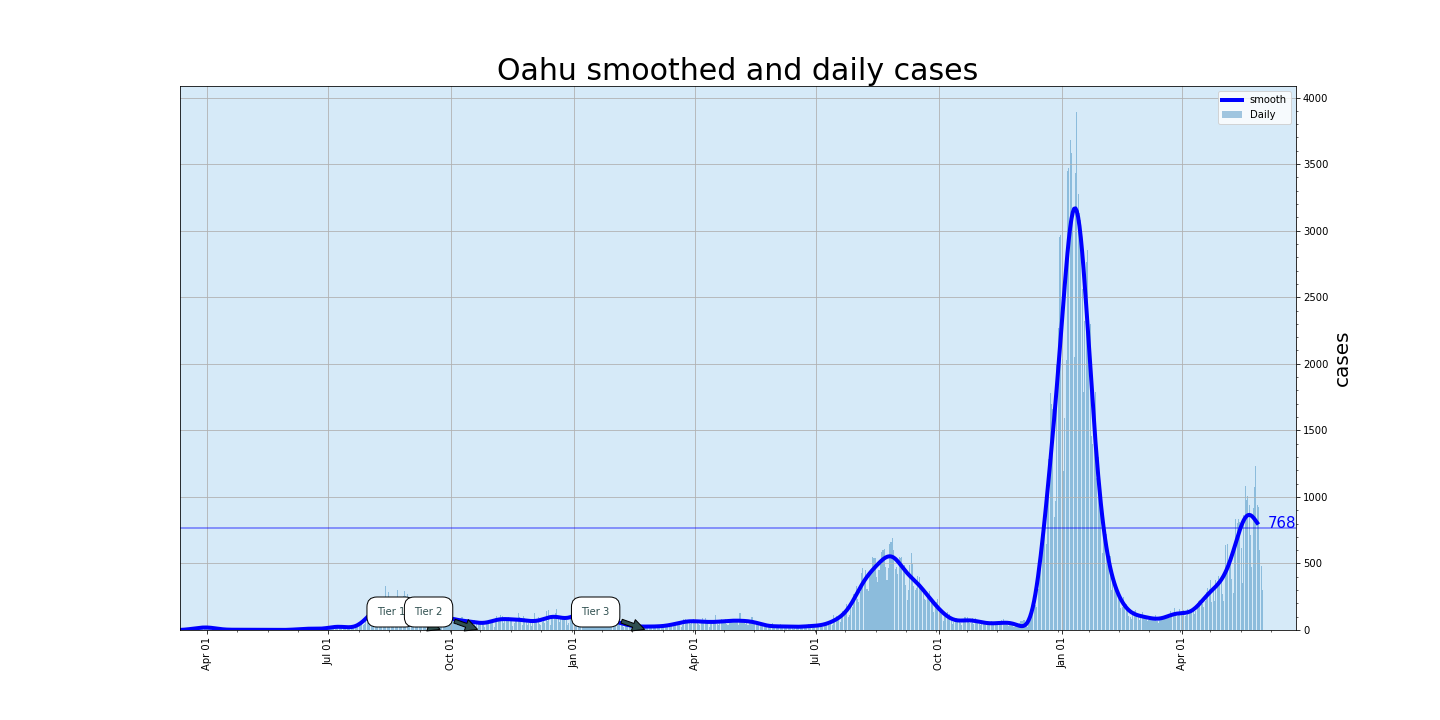 Oahu smoothed and daily cases
smooth
Daily
4000
3500
3000
2500
2000
1500
1000
500
0
cases
768
Tier 1
Tier 2
Tier 3
Apr 01
Jul 01
Oct 01
Jan 01
Apr 01
Jul 01
Oct 01
Jan 01
Apr 01